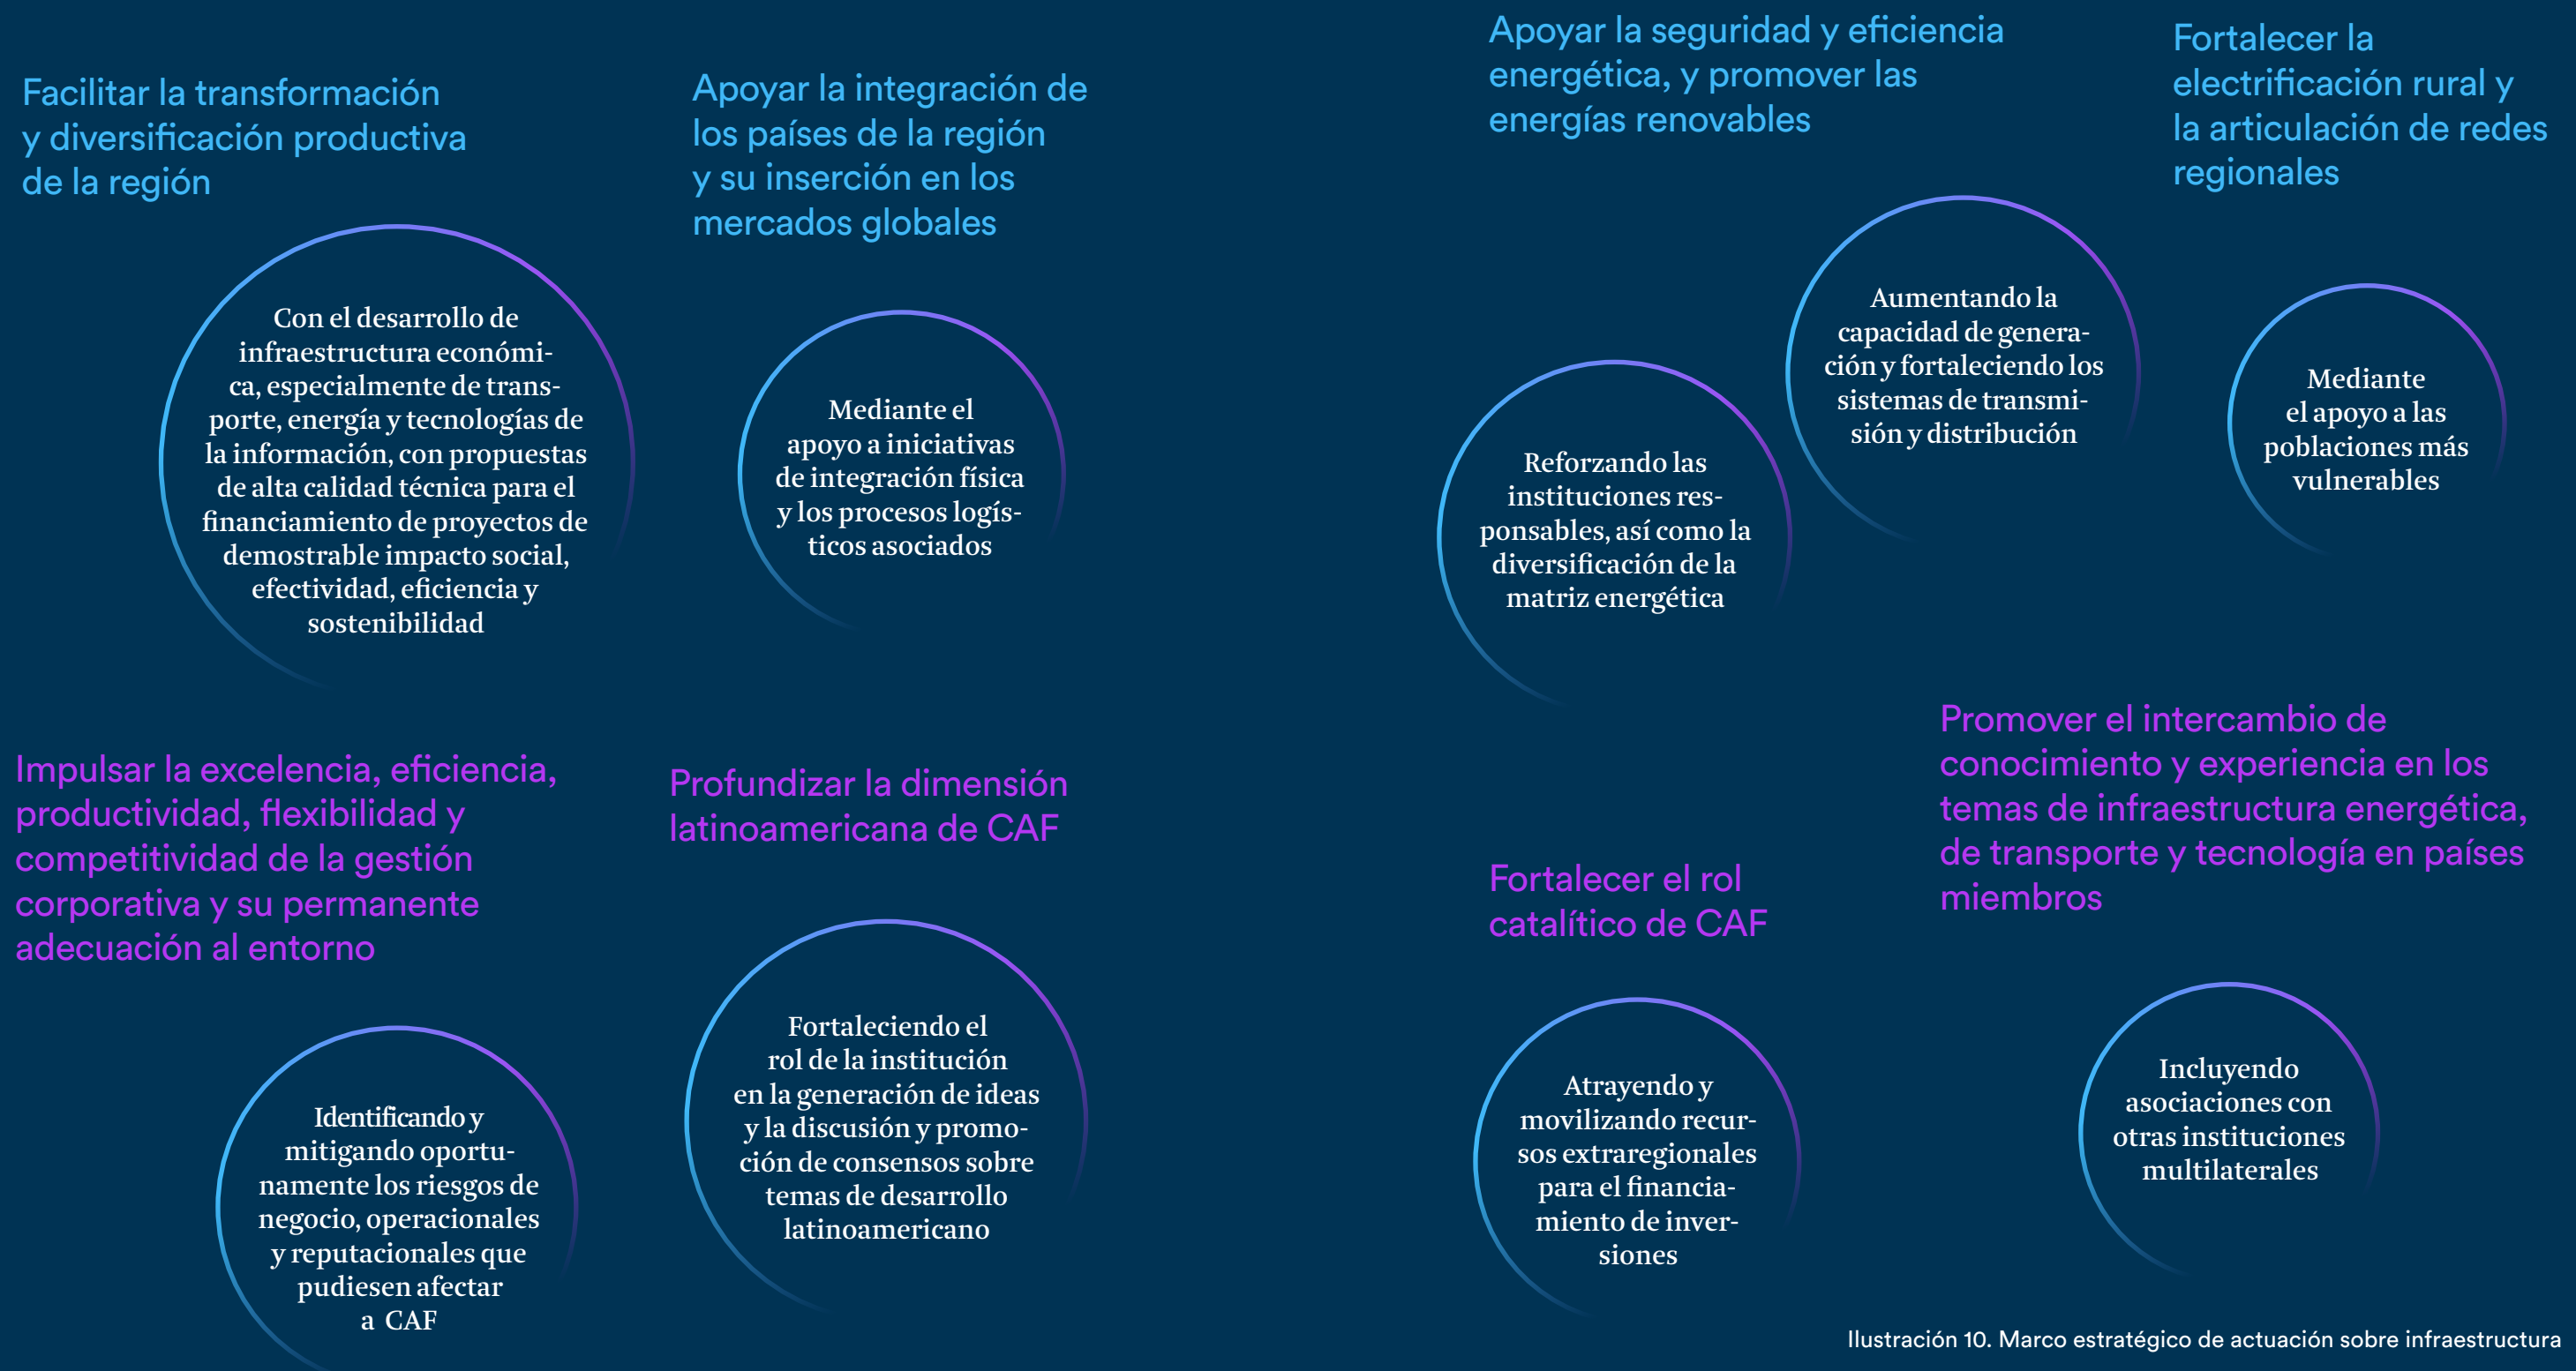 Facilitar la transformación
y diversificación productiva
de la región
Con el desarrollo de
infraestructura económi-
ca, especialmente de trans-
porte, energía y tecnologías de
la información, con propuestas
de alta calidad técnica para el
financiamiento de proyectos de
demostrable impacto social,
efectividad, eficiencia y
sostenibilidad
Apoyar la integración de
los países de la región
y su inserción en los
mercados globales
Mediante el
apoyo a iniciativas
de integración física
y los procesos logís-
ticos asociados
Apoyar la seguridad y eficiencia
energética, y promover las
energías renovables
Reforzando las
instituciones res-
ponsables, así como la
diversificación de la
matriz energética
Aumentando la
capacidad de genera-
ción y fortaleciendo los
sistemas de transmi-
sión y distribución
Fortalecer la
electrificación rural y
la articulación de redes
regionales
Mediante
el apoyo a las
poblaciones más
vulnerables
Impulsar la excelencia, eficiencia,
productividad, flexibilidad y
competitividad de la gestión
corporativa y su permanente
adecuación al entorno
Identificando y
mitigando oportu-
namente los riesgos de
negocio, operacionales
y reputacionales que
pudiesen afectar
a CAF
Profundizar la dimensión
latinoamericana de CAF
Fortaleciendo el
rol de la institución
en la generación de ideas
y la discusión y promo-
ción de consensos sobre
temas de desarrollo
latinoamericano
Fortalecer el rol
catalítico de CAF
Atrayendo y
movilizando recur-
sos extraregionales
para el financia-
miento de inver-
siones
Promover el intercambio de
conocimiento y experiencia en los
temas de infraestructura energética,
de transporte y tecnología en países
miembros
Incluyendo
asociaciones con
otras instituciones
multilaterales
Ilustración 10. Marco estratégico de actuación sobre infraestructura